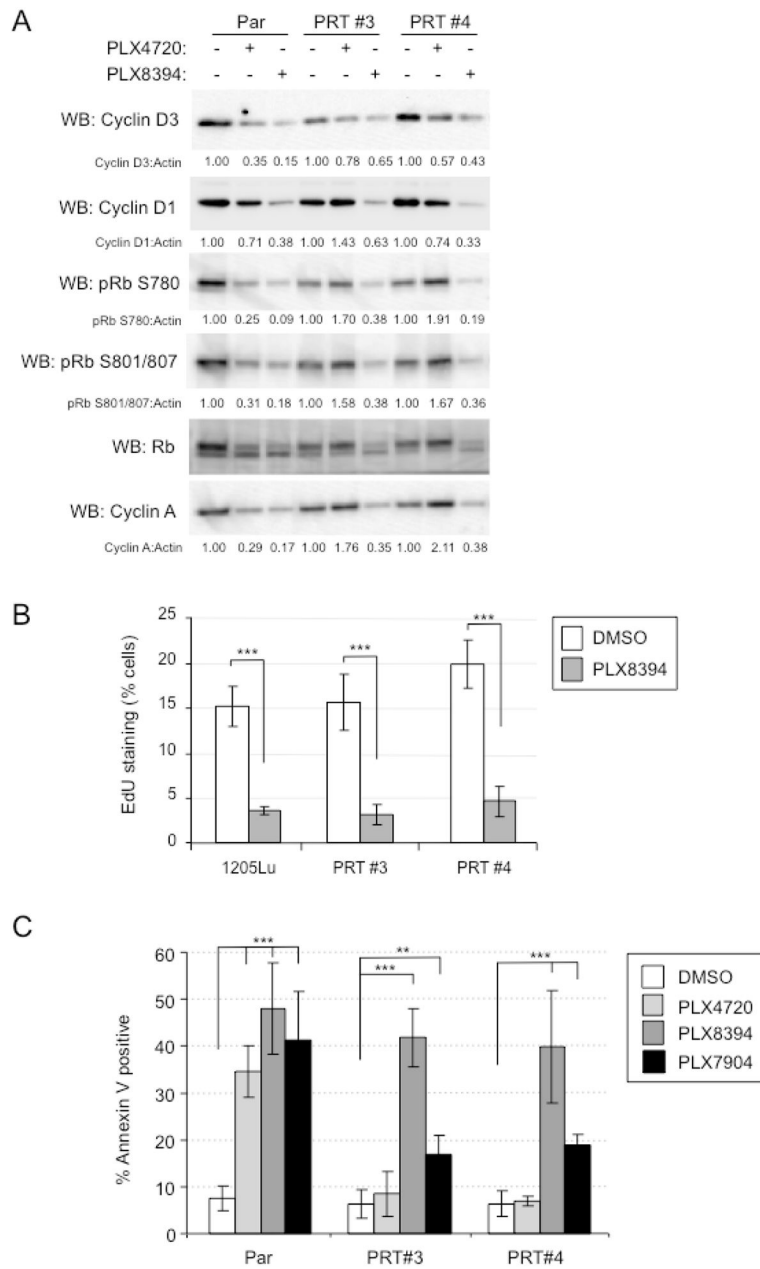 A
Par PRT #3 PRT #4
PLX4720: - + - - + - - + -
PLX8394: - - + - - + - - +
WB: Cyclin D3
Cyclin D3:Actin 1.00 0.35 0.15 1.00 0.78 0.65 1.00 0.57 0.43
WB: Cyclin D1
Cyclin D1:Actin 1.00 0.71 0.38 1.00 1.43 0.63 1.00 0.74 0.33
WB: pRb S780
pRb S780:Actin 1.00 0.25 0.09 1.00 1.70 0.38 1.00 1.91 0.19
WB: pRb S801/807
pRb S801/807:Actin 1.00 0.31 0.18 1.00 1.58 0.38 1.00 1.67 0.36
WB: Rb
WB: Cyclin A
Cyclin A:Actin 1.00 0.29 0.17 1.00 1.76 0.35 1.00 2.11 0.38
B
EdU staining (% cells)
25
20
15
10
5
0
*** *** ***
1205Lu PRT #3 PRT #4
DMSO
PLX8394
C
% Annexin V positive
60
50
40
30
20
10
0
*** ** *** ***
Par PRT#3 PRT#4
DMSO
PLX4720
PLX8394
PLX7904